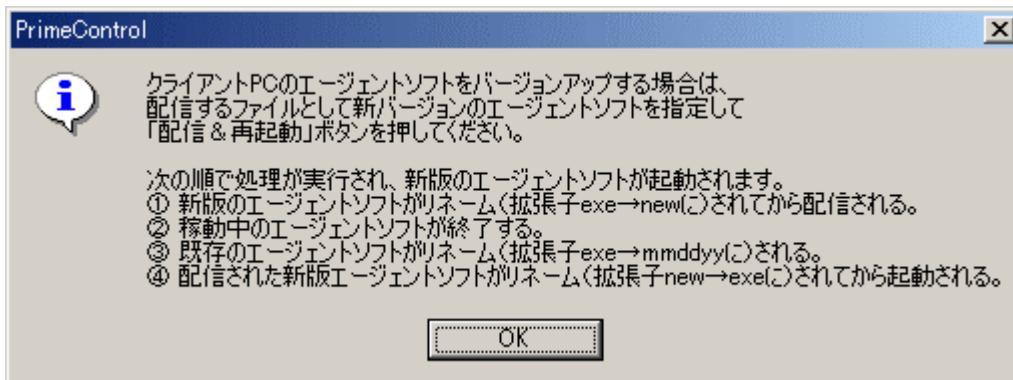 PrimeControl
クライアントPCのエージェントソフトをバージョンアップする場合は、
配信するファイルとして新バージョンのエージェントソフトを指定して
「配信＆再起動」ボタンを押してください。
次の順で処理が実行され、新版のエージェントソフトが起動されます。
① 新版のエージェントソフトがリネーム（拡張子exe→newに）されてから配信される。
② 稼動中のエージェントソフトが終了する。
③ 既存のエージェントソフトがリネーム（拡張子exe→mmddyyに）される。
④ 配信された新版エージェントソフトがリネーム（拡張子new→exeに）されてから起動される。
OK